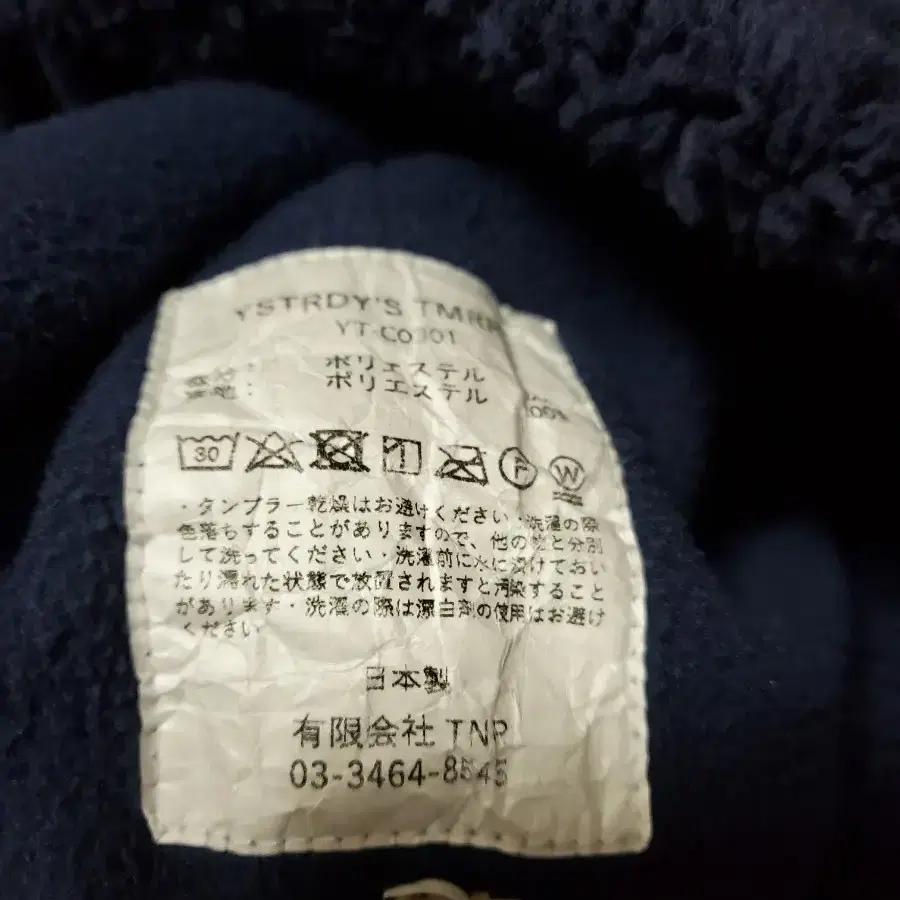 YSTRDY'S TMRRW
YT-CO001
ポリエステル
ポリエステル
30 F W
・タンブラー乾燥はお避けください・洗濯の際
色落ちすることがありますので、他の物と分別
して洗ってください・洗濯前に水に浸けておい
たり濡れた状態で放置されますと汚染すること
があります・洗濯の際は漂白剤の使用はお避け
ください
日本製
有限会社 TNP
03-3464-8545